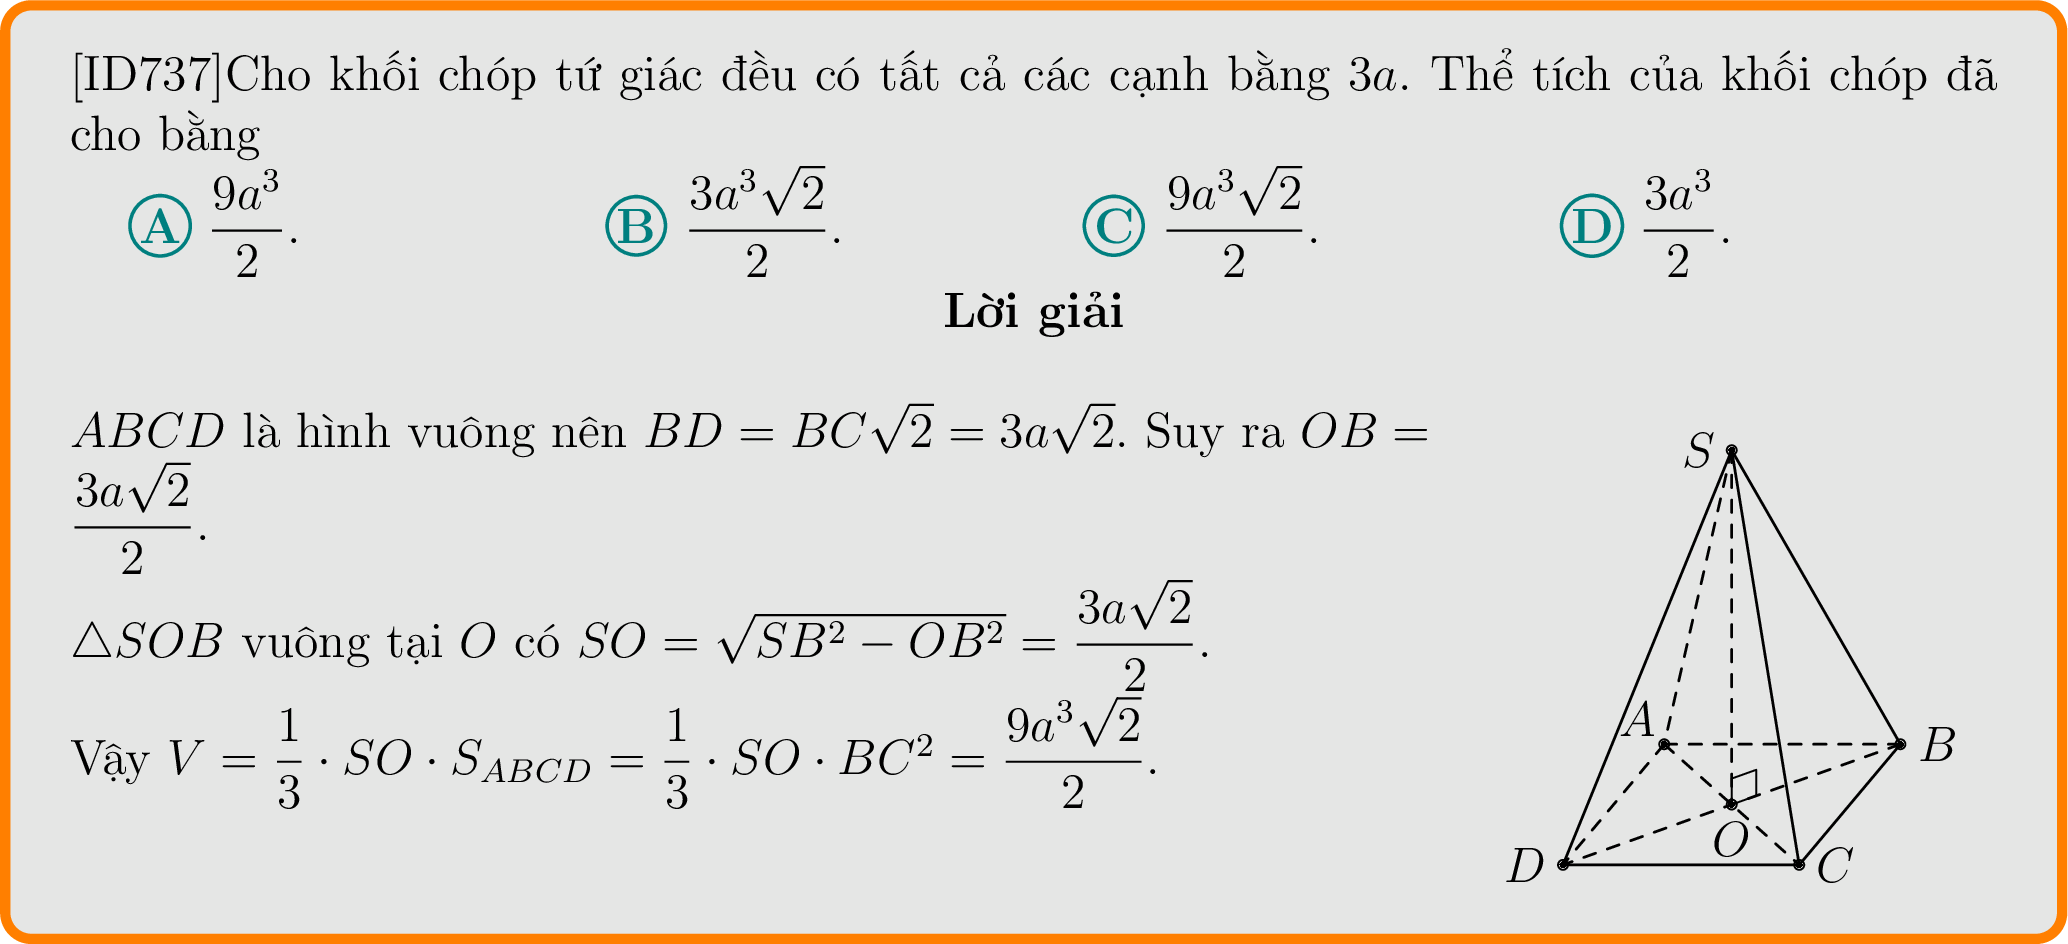 [ID737]Cho khối chóp tứ giác đều có tất cả các cạnh bằng 3a. Thể tích của khối chóp đã
cho bằng
A $\frac{9a^3}{2}$. B $\frac{3a^3\sqrt{2}}{2}$. C $\frac{9a^3\sqrt{2}}{2}$. D $\frac{3a^3}{2}$.
Lời giải
ABCD là hình vuông nên $BD = BC\sqrt{2} = 3a\sqrt{2}$. Suy ra $OB =$
$\frac{3a\sqrt{2}}{2}$.
$\triangle SOB$ vuông tại O có $SO = \sqrt{SB^2 - OB^2} = \frac{3a\sqrt{2}}{2}$.
Vậy $V = \frac{1}{3} \cdot SO \cdot S_{ABCD} = \frac{1}{3} \cdot SO \cdot BC^2 = \frac{9a^3\sqrt{2}}{2}$.
S
A
B
O
D
C